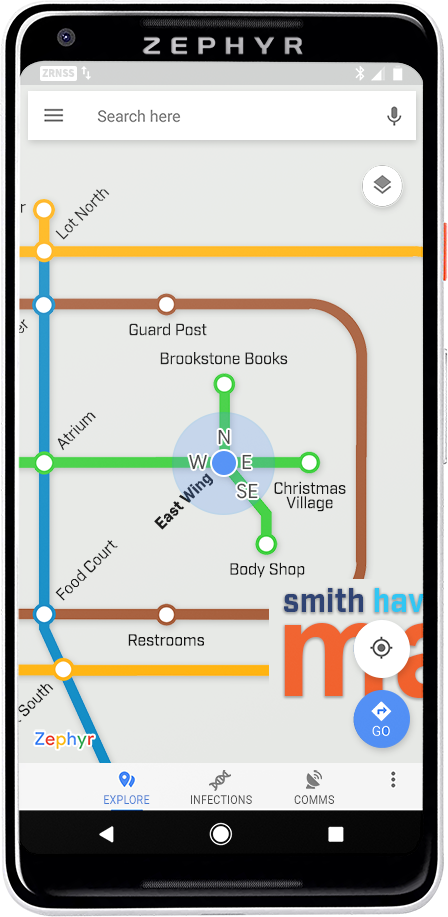 ZEPHYR
ZRNSS
Search here
r
Lot North
er
Guard Post
Brookstone Books
Atrium
N
W
E
SE
East Wing
Christmas
Village
Body Shop
Food Court
smith hav
ma
Restrooms
South
Zephyr
GO
EXPLORE
INFECTIONS
COMMS